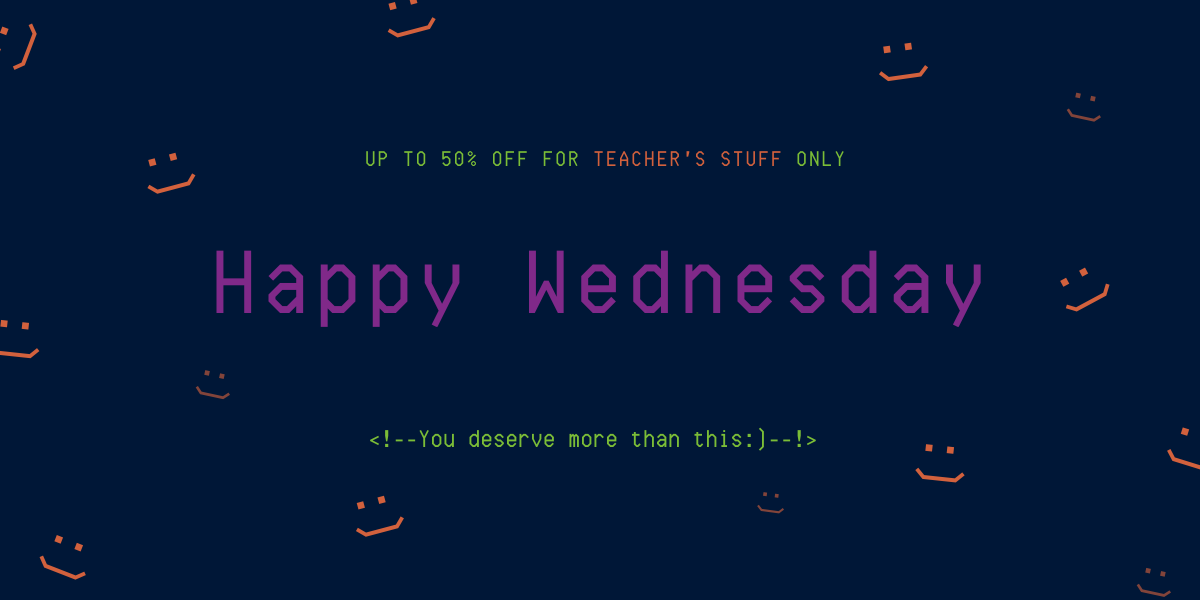 UP TO 50% OFF FOR TEACHER'S STUFF ONLY
Happy Wednesday
<!--You deserve more than this:)--!>